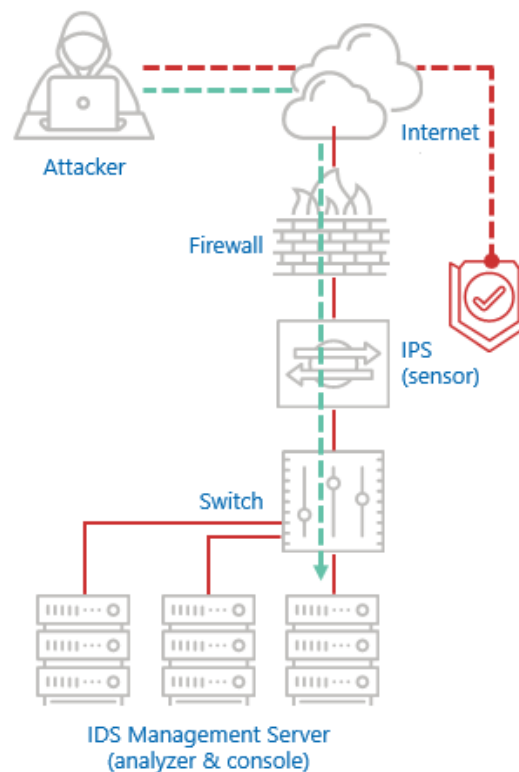 Attacker
Internet
Firewall
IPS
(sensor)
Switch
IDS Management Server
(analyzer & console)